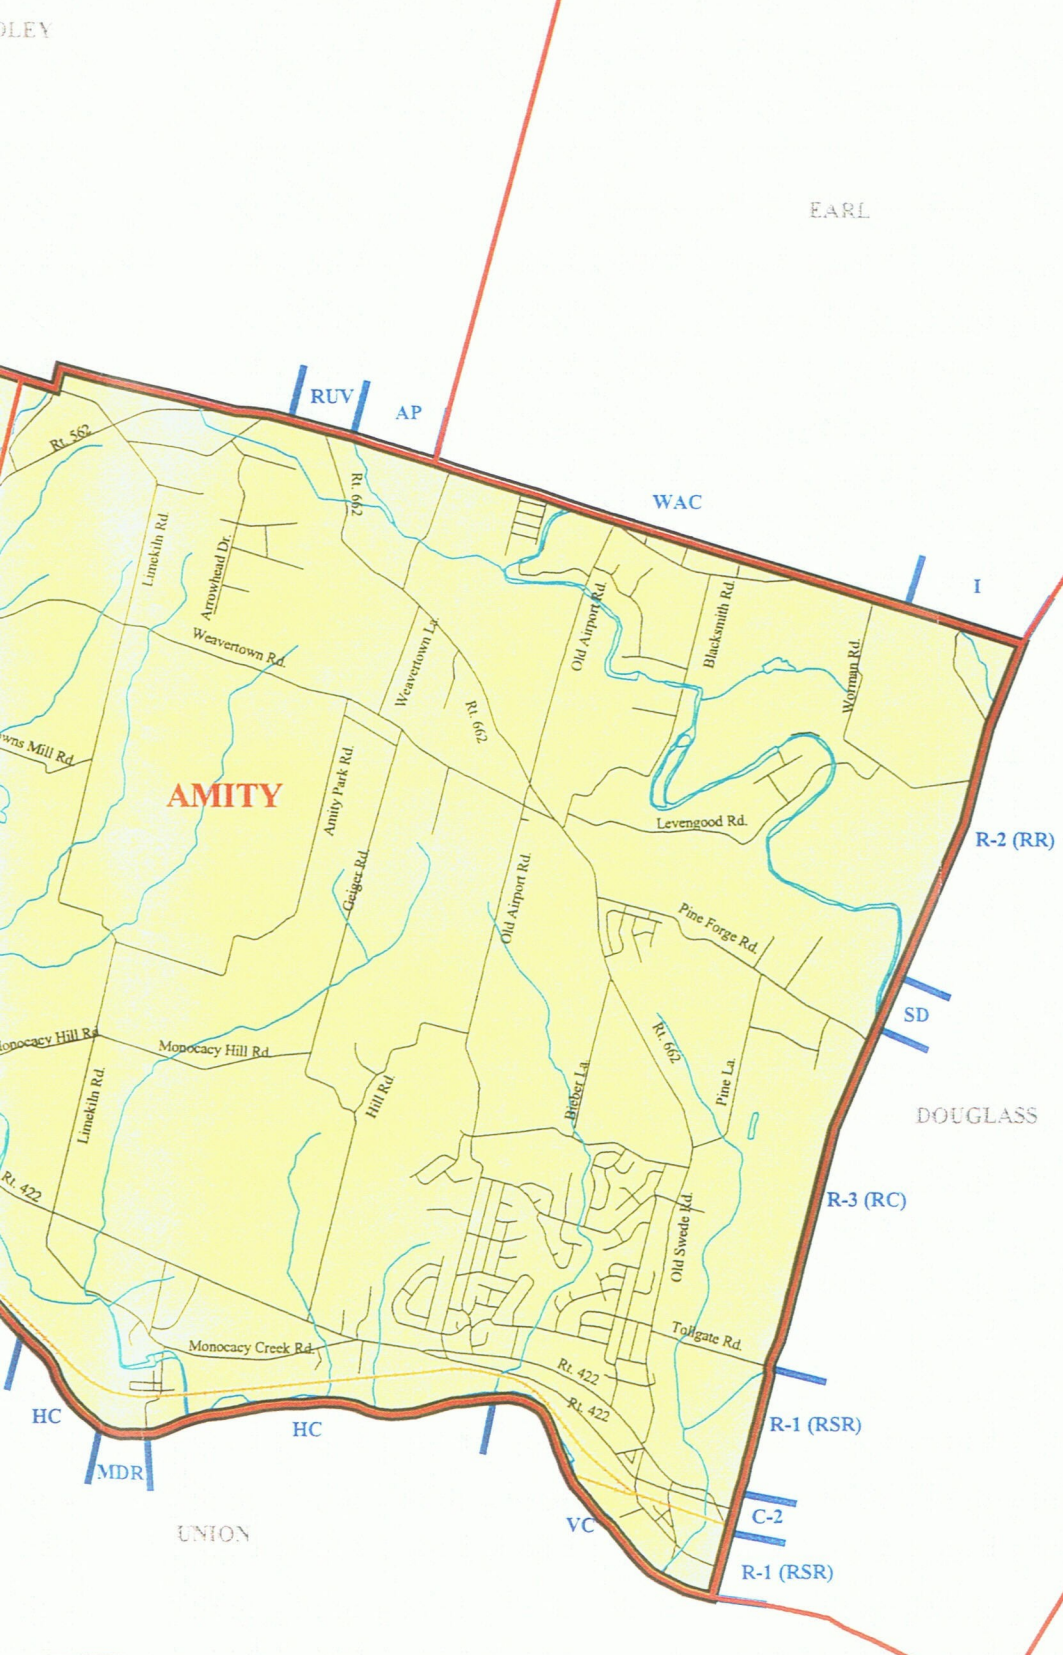 EARL
RUV
AP
Rt. 562
WAC
Rt. 662
Limekiln Rd.
Arrowhead Dr.
I
Old Airport Rd.
Blacksmith Rd.
Weavertown Rd.
Weavertown La.
Worman Rd.
Rt. 662
Mill Rd.
AMITY
Amity Park Rd.
Levengood Rd.
R-2 (RR)
Geiger Rd.
Old Airport Rd.
Pine Forge Rd.
SD
Monocacy Hill Rd.
Monocacy Hill Rd.
Rt. 662
Limekiln Rd.
Hill Rd.
Bieber La.
Pine La.
DOUGLASS
Rt. 422
R-3 (RC)
Old Swede Rd.
Tollgate Rd.
Monocacy Creek Rd.
Rt. 422
Rt. 422
HC
HC
R-1 (RSR)
MDR
C-2
VC
UNION
R-1 (RSR)